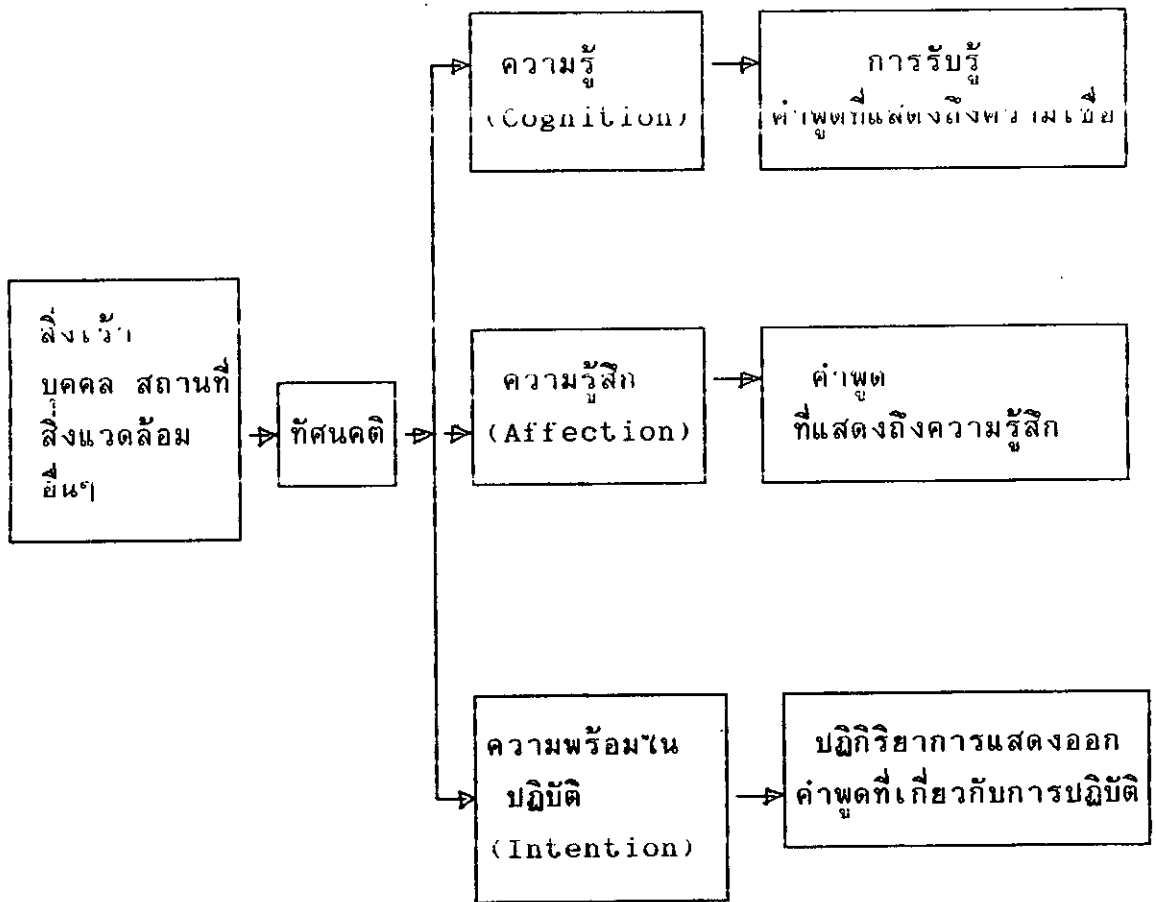 ความรู้
(Cognition)
การรับรู้
คำพูดที่แสดงถึงความเชื่อ
สิ่งเร้า
บุคคล สถานที่
สิ่งแวดล้อม
อื่นๆ
ทัศนคติ
ความรู้สึก
(Affection)
คำพูด
ที่แสดงถึงความรู้สึก
ความพร้อมใน
ปฏิบัติ
(Intention)
ปฏิกิริยาการแสดงออก
คำพูดที่เกี่ยวกับการปฏิบัติ